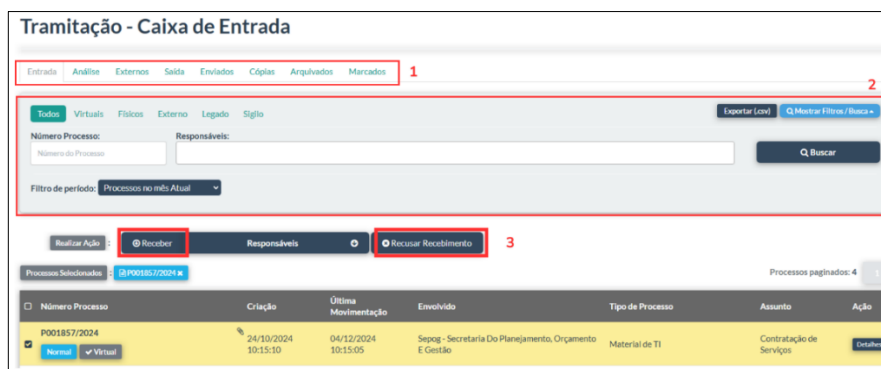 Tramitação - Caixa de Entrada
Entrada Análise Externos Saída Enviados Cópias Arquivados Marcados 1
2
Todos Virtuais Físicos Externo Legado Sigilo Exportar (.csv) Mostrar Filtros / Busca
Número Processo: Responsáveis:
Número do Processo Buscar
Filtro de período: Processos no mês Atual
Realizar Ação : Receber Responsáveis Recusar Recebimento 3
Processos Selecionados : P001857/2024 x Processos paginados: 4 1
Número Processo Criação Última Movimentação Envolvido Tipo de Processo Assunto Ação
P001857/2024
Normal Virtual
24/10/2024
10:15:10
04/12/2024
10:15:05
Sepog - Secretaria Do Planejamento, Orçamento
E Gestão
Material de TI
Contratação de
Serviços
Detalhes